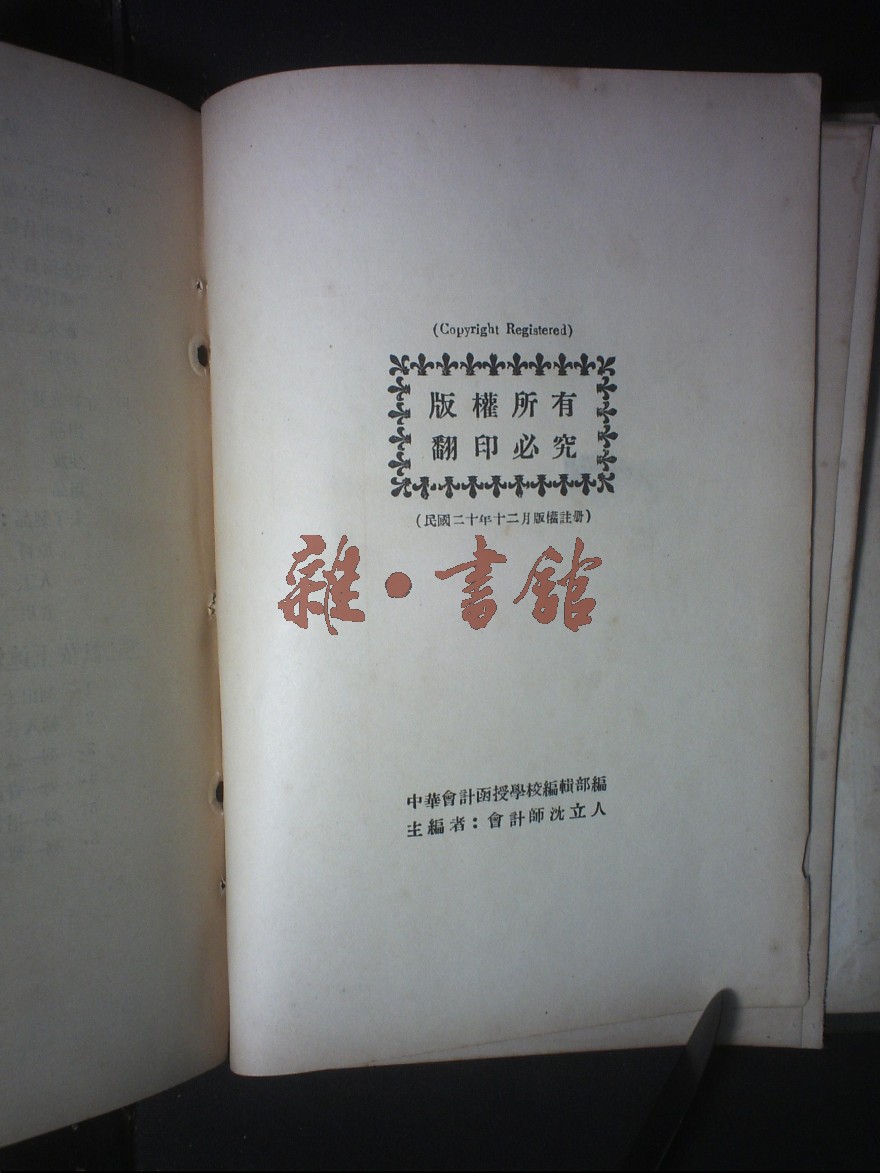 (Copyright Registered)
版權所有
翻印必究
(民國二十年十二月版權註册)
雜·書館
中華會計函授學校編輯部編
主編者：會計師沈立人